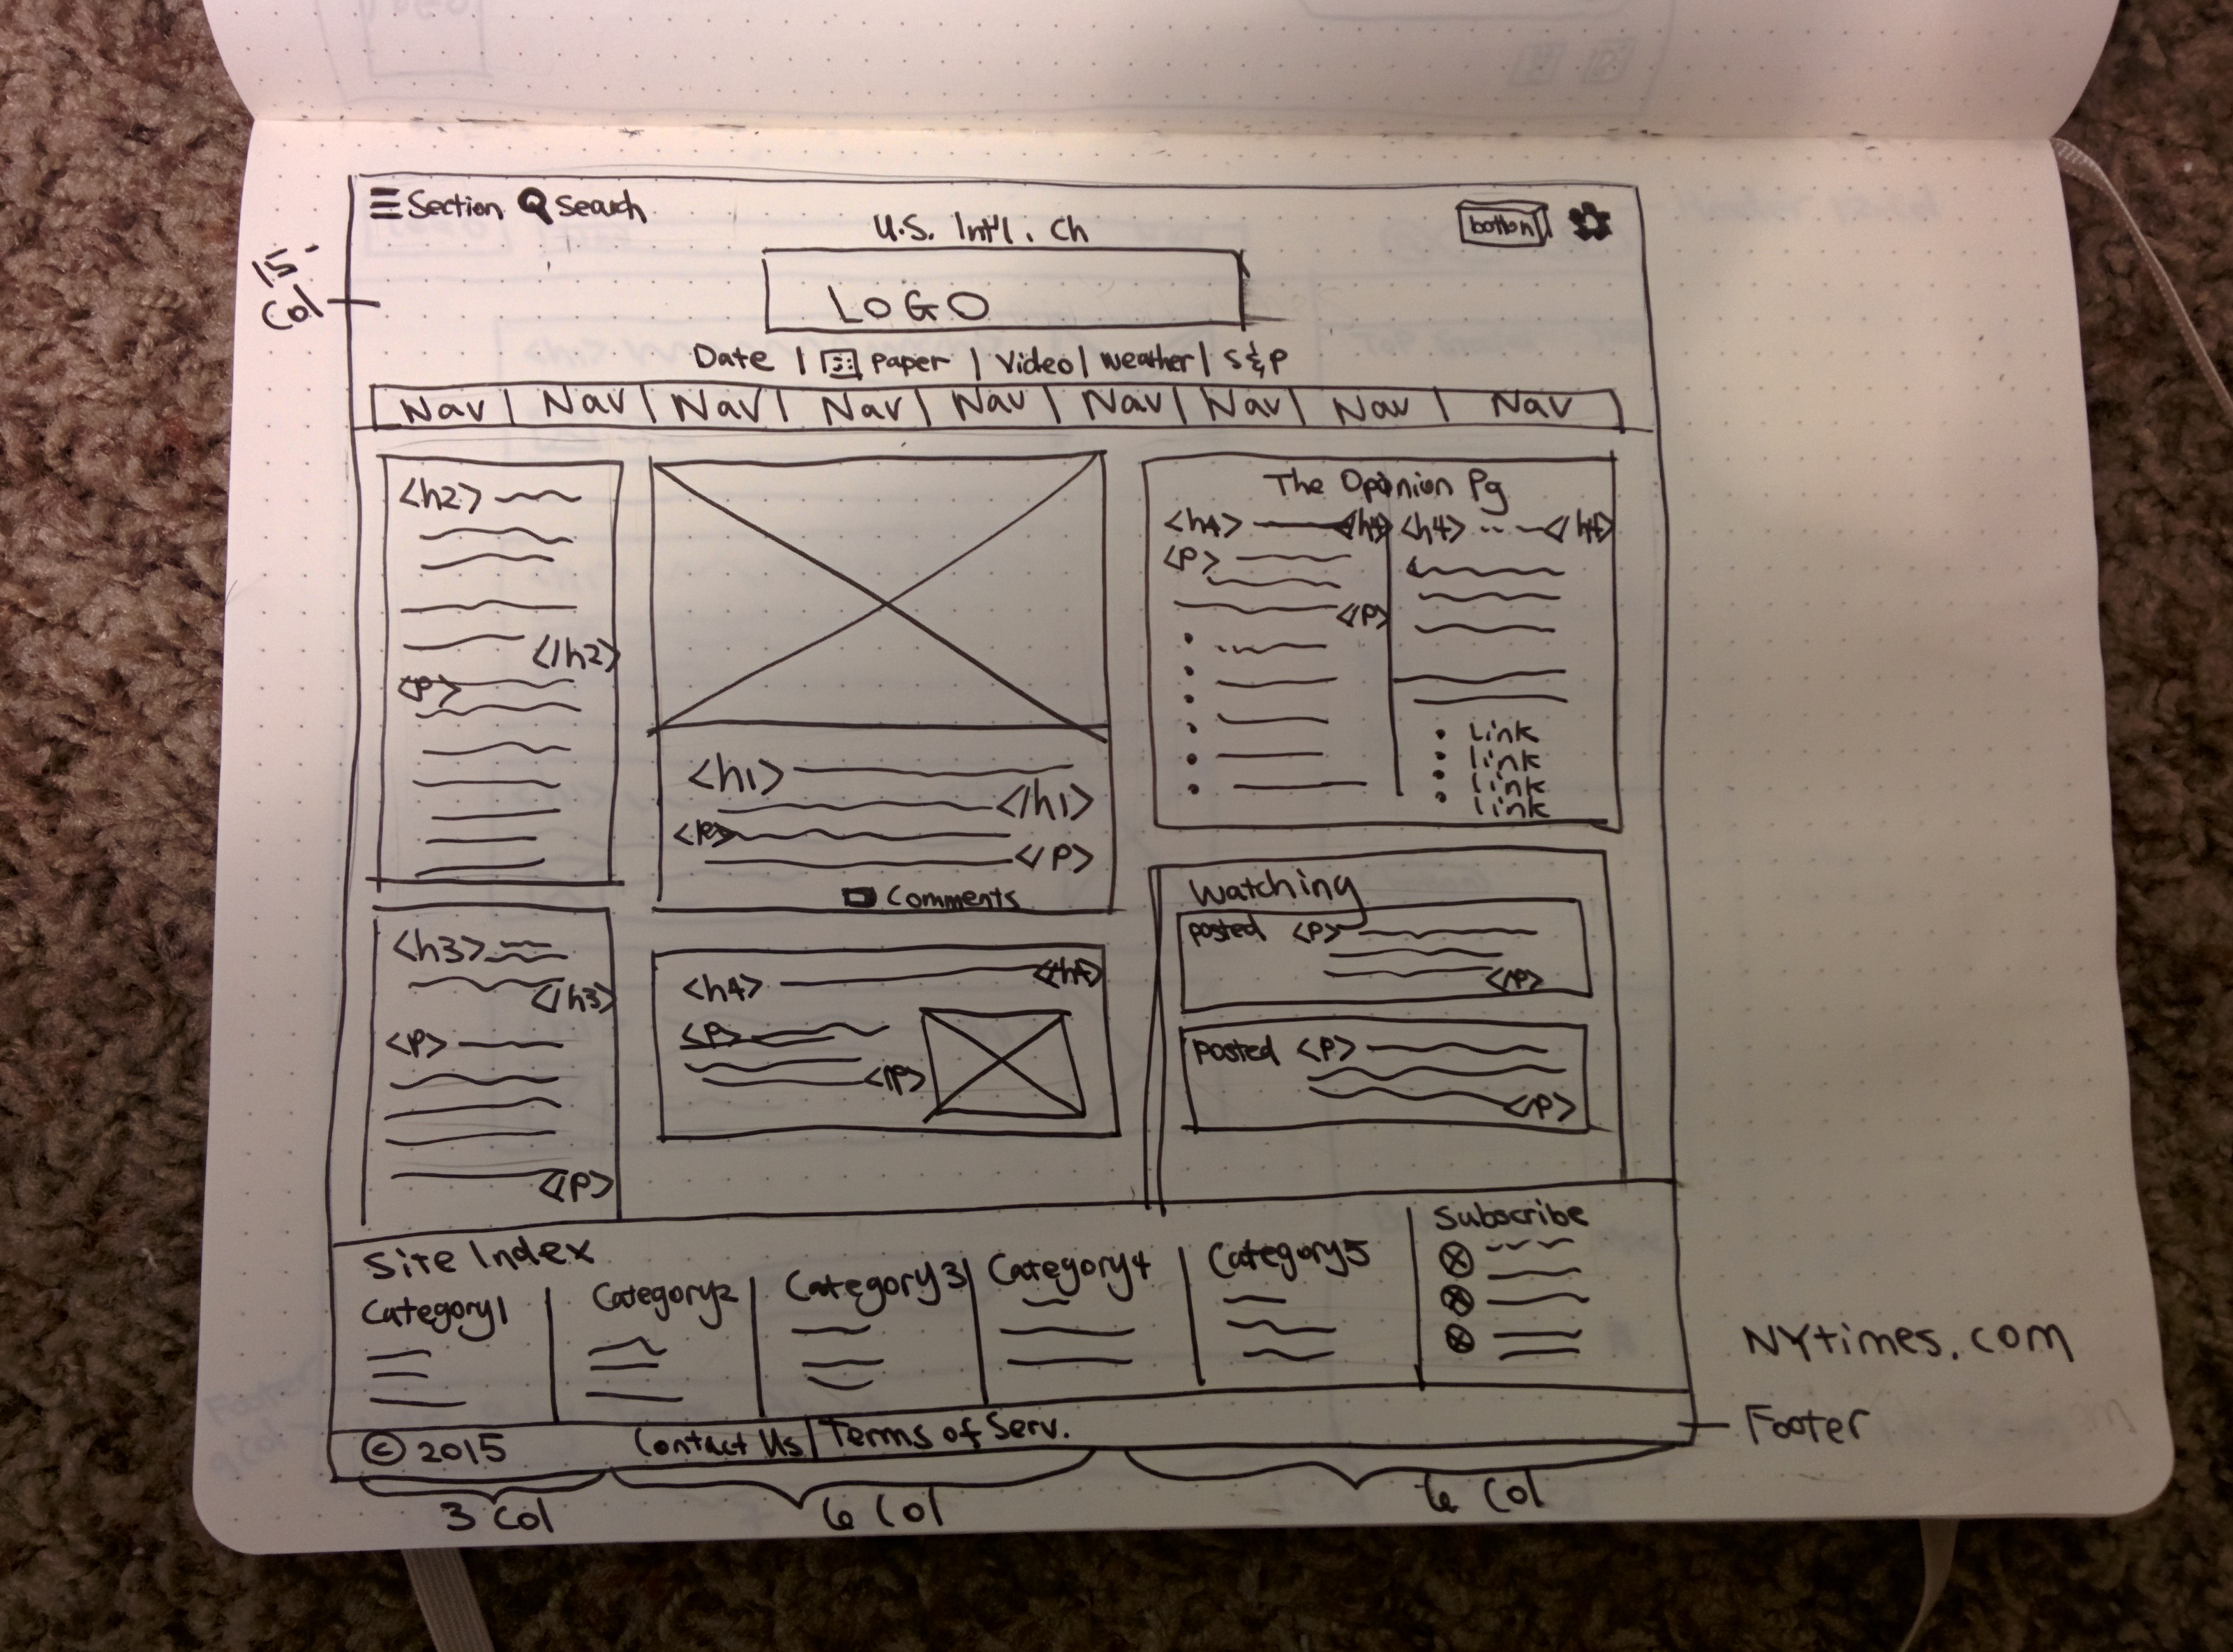 Section Search
U.S. Int'l. Ch
button
15
Col
LOGO
Date | Paper | Video | Weather | S&P
Nav | Nav | Nav | Nav | Nav | Nav | Nav | Nav | Nav
<h2>
</h2>
<P>
<h1>
</h1>
<P>
</P>
Comments
The Opinion Pg
<h4> </h4> <h4> </h4>
<P>
</P>
Link
link
link
link
<h3>
</h3>
<P>
</P>
<h4> </h4>
<P>
</P>
Watching
posted <P>
</P>
posted <P>
</P>
Site Index
Category1
Category2
Category3
Category4
Category5
Subscribe
© 2015 Contact Us | Terms of Serv.
3 Col
6 Col
6 Col
NYtimes.com
Footer